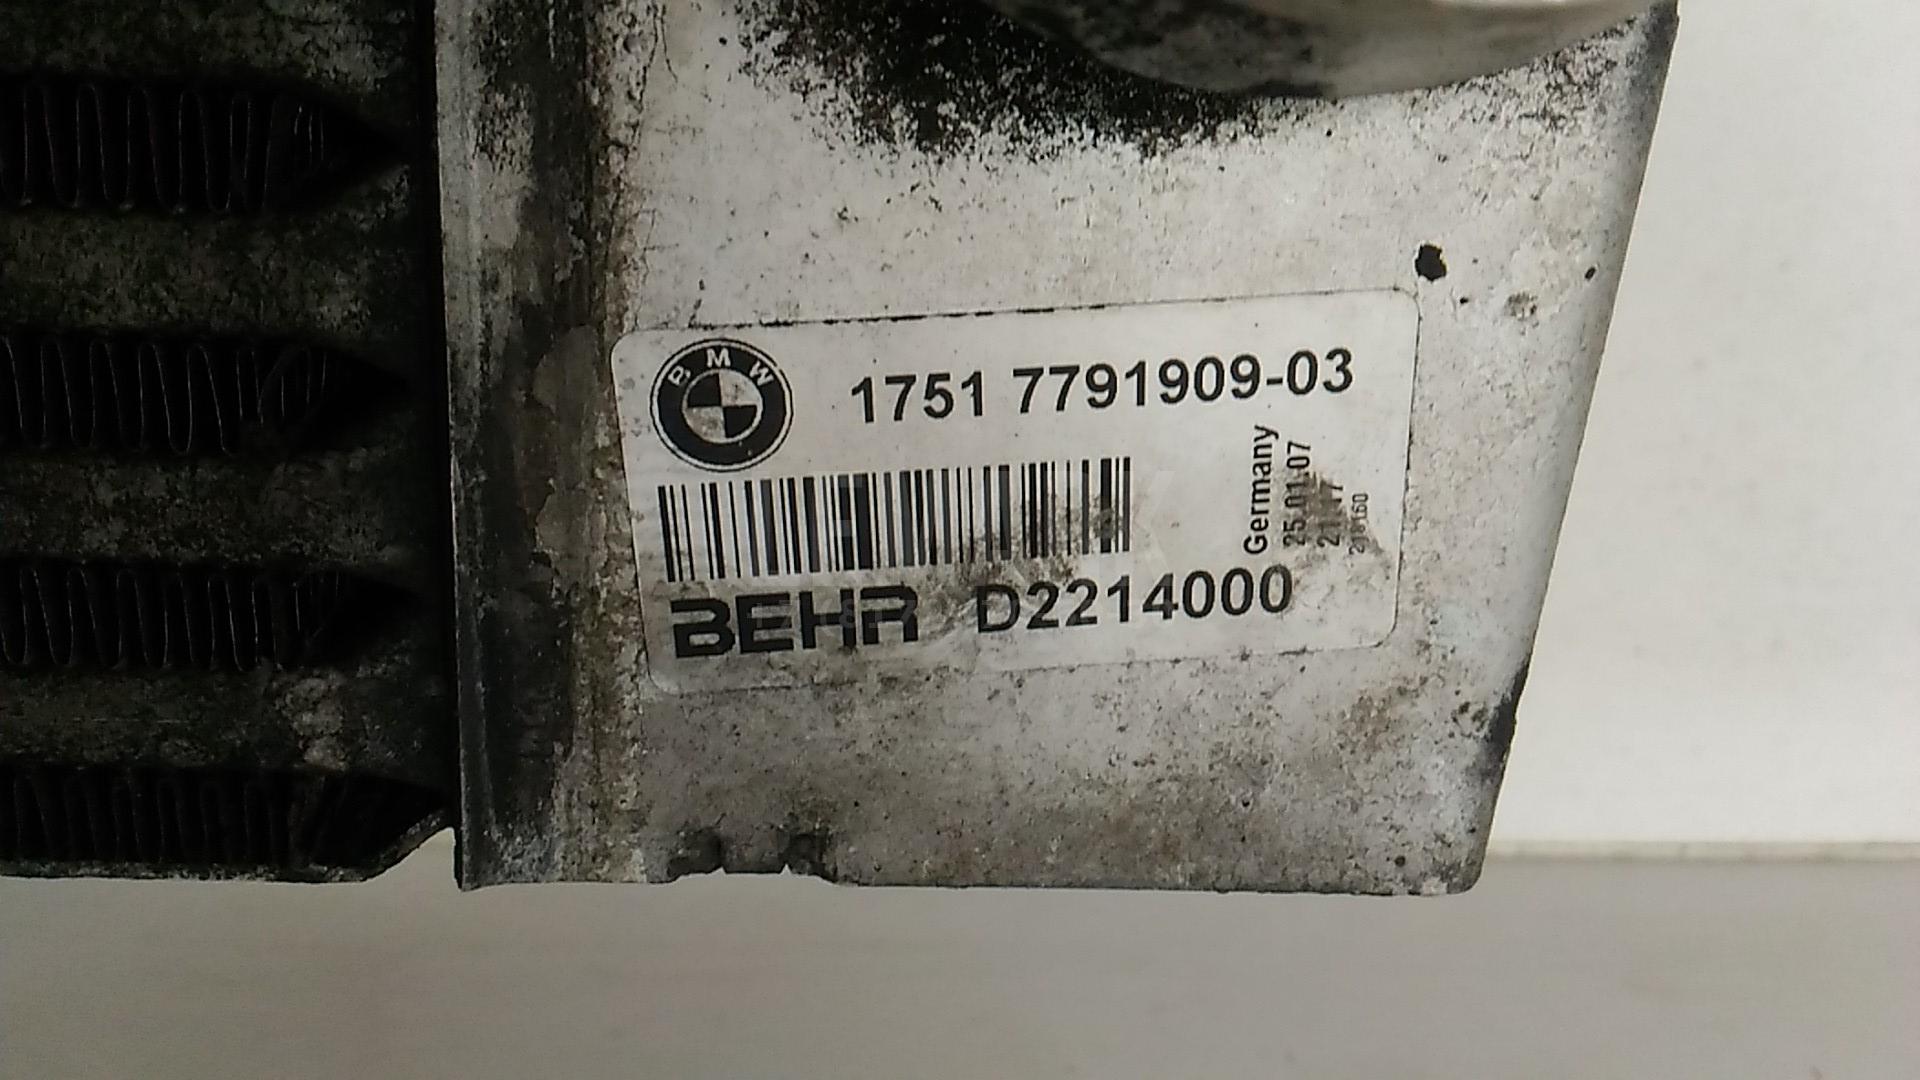 BMW
1751 7791909-03
Germany
25.01.07
BEHR D2214000